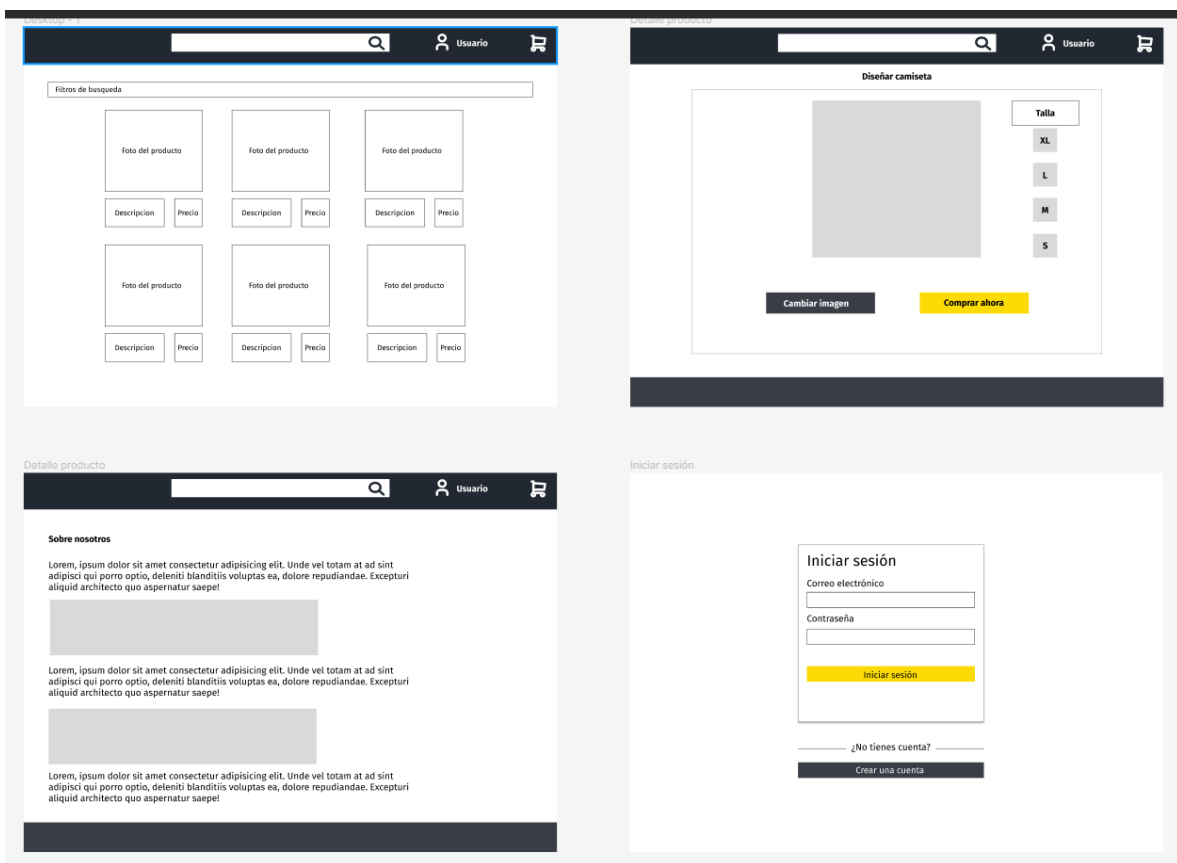 Desktop - 1
Usuario
Filtros de busqueda
Foto del producto
Foto del producto
Foto del producto
Descripcion
Precio
Descripcion
Precio
Descripcion
Precio
Foto del producto
Foto del producto
Foto del producto
Descripcion
Precio
Descripcion
Precio
Descripcion
Precio
Detalle producto
Usuario
Diseñar camiseta
Talla
XL
L
M
S
Cambiar imagen
Comprar ahora
Detalle producto
Usuario
Sobre nosotros
Lorem, ipsum dolor sit amet consectetur adipisicing elit. Unde vel totam at ad sint
adipisci qui porro optio, deleniti blanditiis voluptas ea, dolore repudiandae. Excepturi
aliquid architecto quo aspernatur saepe!
Lorem, ipsum dolor sit amet consectetur adipisicing elit. Unde vel totam at ad sint
adipisci qui porro optio, deleniti blanditiis voluptas ea, dolore repudiandae. Excepturi
aliquid architecto quo aspernatur saepe!
Lorem, ipsum dolor sit amet consectetur adipisicing elit. Unde vel totam at ad sint
adipisci qui porro optio, deleniti blanditiis voluptas ea, dolore repudiandae. Excepturi
aliquid architecto quo aspernatur saepe!
Iniciar sesión
Iniciar sesión
Correo electrónico
Contraseña
Iniciar sesión
¿No tienes cuenta?
Crear una cuenta